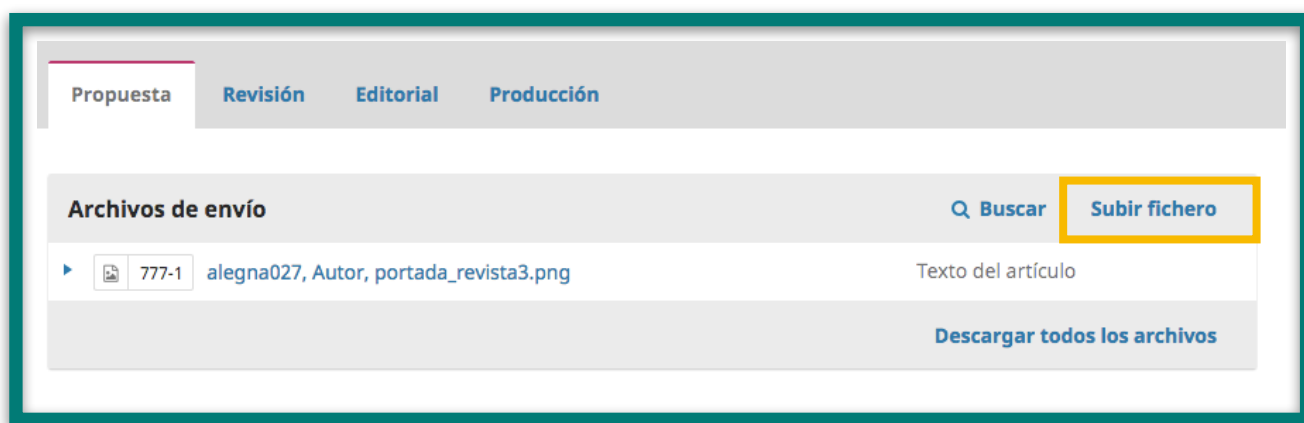 Propuesta Revisión Editorial Producción
Archivos de envío Buscar Subir fichero
777-1 alegna027, Autor, portada_revista3.png Texto del artículo
Descargar todos los archivos